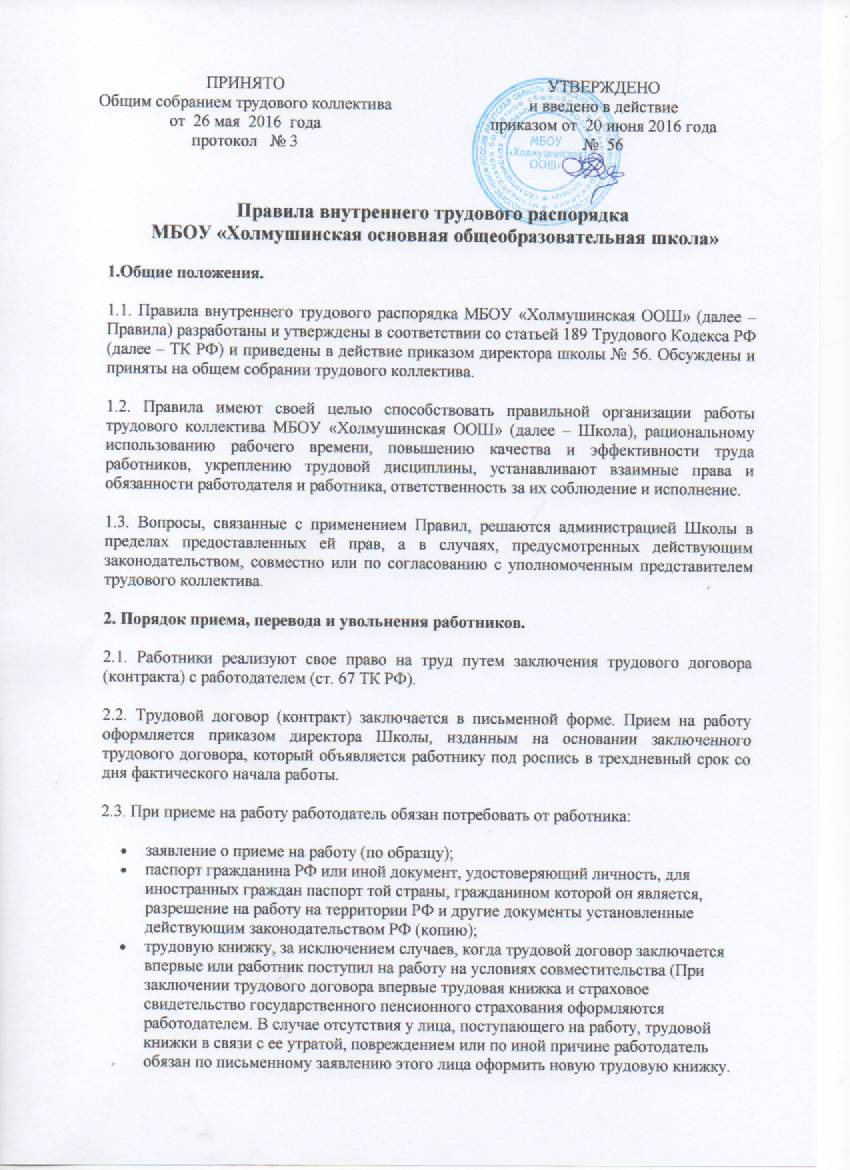 ПРИНЯТО
Общим собранием трудового коллектива
от 26 мая 2016 года
протокол № 3
УТВЕРЖДЕНО
и введено в действие
приказом от 20 июня 2016 года
№ 56
МБОУ
«Холмушинская
ООШ»
Правила внутреннего трудового распорядка
МБОУ «Холмушинская основная общеобразовательная школа»
1.Общие положения.
1.1. Правила внутреннего трудового распорядка МБОУ «Холмушинская ООШ» (далее –
Правила) разработаны и утверждены в соответствии со статьей 189 Трудового Кодекса РФ
(далее – ТК РФ) и приведены в действие приказом директора школы № 56. Обсуждены и
приняты на общем собрании трудового коллектива.
1.2. Правила имеют своей целью способствовать правильной организации работы
трудового коллектива МБОУ «Холмушинская ООШ» (далее – Школа), рациональному
использованию рабочего времени, повышению качества и эффективности труда
работников, укреплению трудовой дисциплины, устанавливают взаимные права и
обязанности работодателя и работника, ответственность за их соблюдение и исполнение.
1.3. Вопросы, связанные с применением Правил, решаются администрацией Школы в
пределах предоставленных ей прав, а в случаях, предусмотренных действующим
законодательством, совместно или по согласованию с уполномоченным представителем
трудового коллектива.
2. Порядок приема, перевода и увольнения работников.
2.1. Работники реализуют свое право на труд путем заключения трудового договора
(контракта) с работодателем (ст. 67 ТК РФ).
2.2. Трудовой договор (контракт) заключается в письменной форме. Прием на работу
оформляется приказом директора Школы, изданным на основании заключенного
трудового договора, который объявляется работнику под роспись в трехдневный срок со
дня фактического начала работы.
2.3. При приеме на работу работодатель обязан потребовать от работника:
• заявление о приеме на работу (по образцу);
• паспорт гражданина РФ или иной документ, удостоверяющий личность, для
иностранных граждан паспорт той страны, гражданином которой он является,
разрешение на работу на территории РФ и другие документы установленные
действующим законодательством РФ (копию);
• трудовую книжку, за исключением случаев, когда трудовой договор заключается
впервые или работник поступил на работу на условиях совместительства (При
заключении трудового договора впервые трудовая книжка и страховое
свидетельство государственного пенсионного страхования оформляются
работодателем. В случае отсутствия у лица, поступающего на работу, трудовой
книжки в связи с ее утратой, повреждением или по иной причине работодатель
обязан по письменному заявлению этого лица оформить новую трудовую книжку.